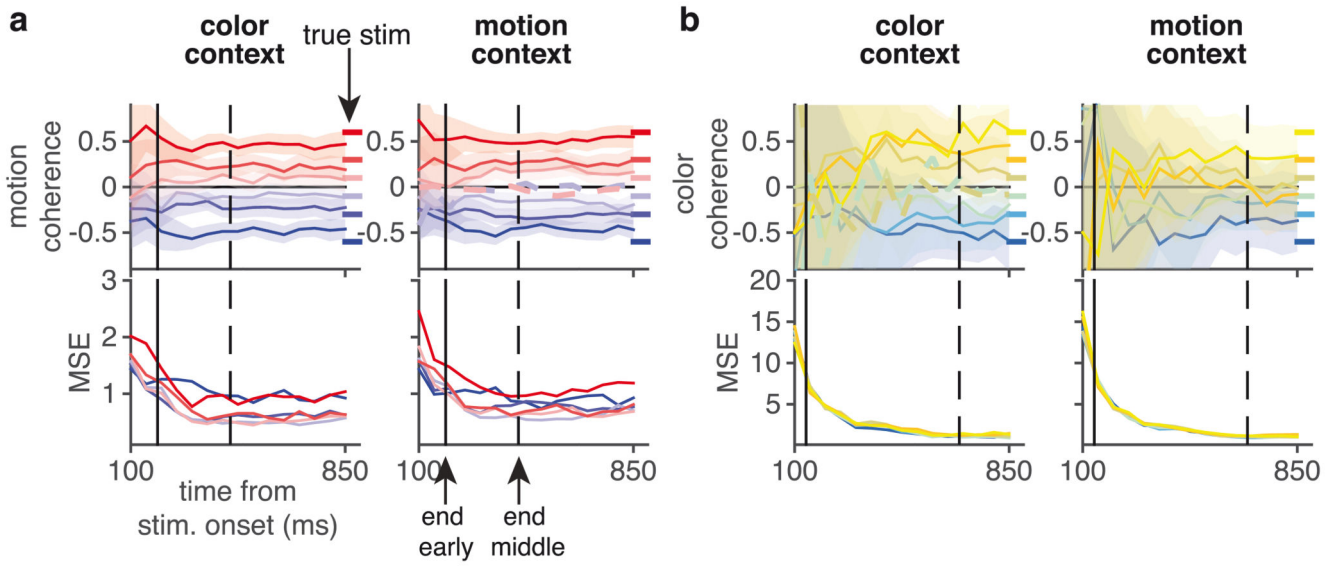 a
color
context
true stim
motion
context
motion
coherence
0.5
0
-0.5
0.5
0
-0.5
MSE
3
2
1
100
850
100
850
time from
stim. onset (ms)
end
early
end
middle
b
color
context
motion
context
color
coherence
0.5
0
-0.5
0.5
0
-0.5
MSE
20
15
10
5
100
850
100
850